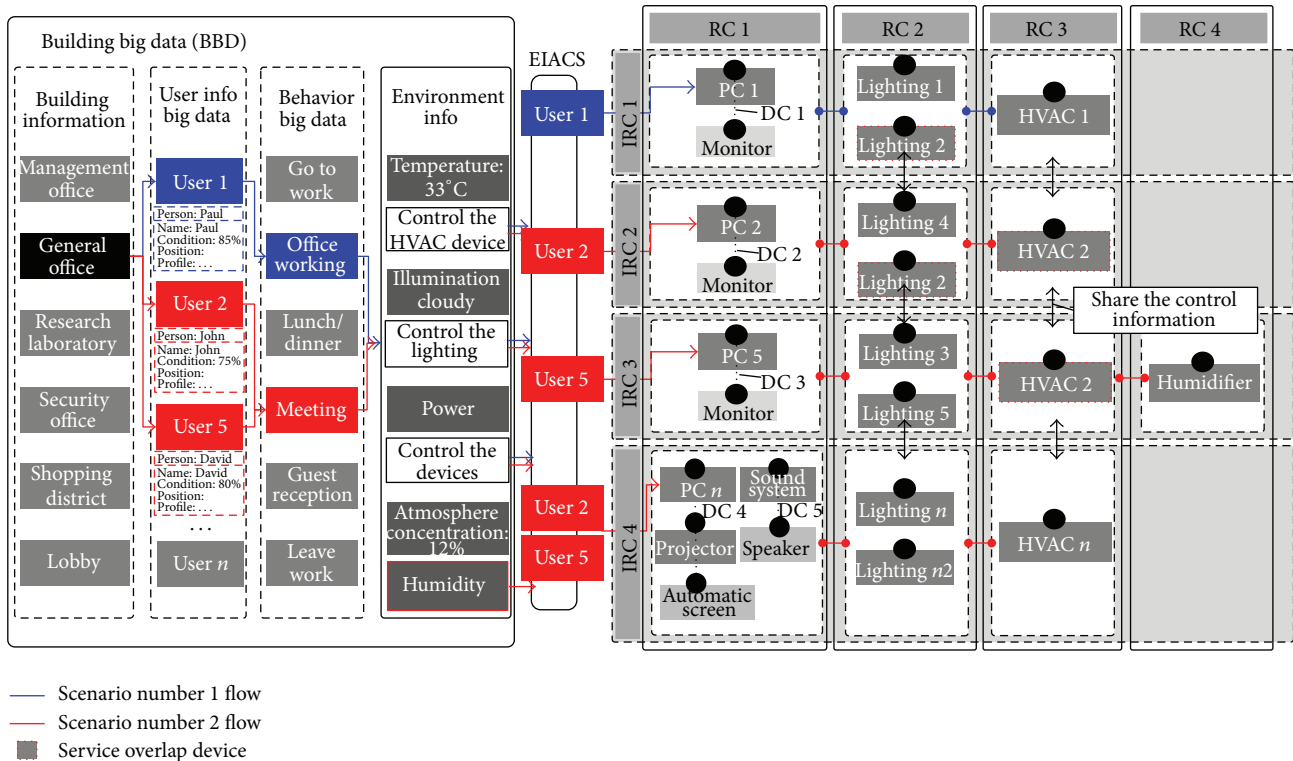 Building big data (BBD)
Building
information
Management
office
General
office
Research
laboratory
Security
office
Shopping
district
Lobby
User info
big data
User 1
Person: Paul
Name: Paul
Condition: 85%
Position:
Profile: . . .
User 2
Person: John
Name: John
Condition: 75%
Position:
Profile: . . .
User 5
Person: David
Name: David
Condition: 80%
Position:
Profile: . . .
. . .
User n
Behavior
big data
Go to
work
Office
working
Lunch/
dinner
Meeting
Guest
reception
Leave
work
Environment
info
Temperature:
33°C
Control the
HVAC device
Illumination
cloudy
Control the
lighting
Power
Control the
devices
Atmosphere
concentration:
12%
Humidity
EIACS
User 1
User 2
User 5
User 2
User 5
RC 1
RC 2
RC 3
RC 4
IRC 1
PC 1
DC 1
Monitor
Lighting 1
Lighting 2
HVAC 1
IRC 2
PC 2
DC 2
Monitor
Lighting 4
Lighting 2
HVAC 2
Share the control
information
IRC 3
PC 5
DC 3
Monitor
Lighting 3
Lighting 5
HVAC 2
Humidifier
IRC 4
PC n
Sound
system
DC 4
DC 5
Projector
Speaker
Automatic
screen
Lighting n
Lighting n2
HVAC n
Scenario number 1 flow
Scenario number 2 flow
Service overlap device